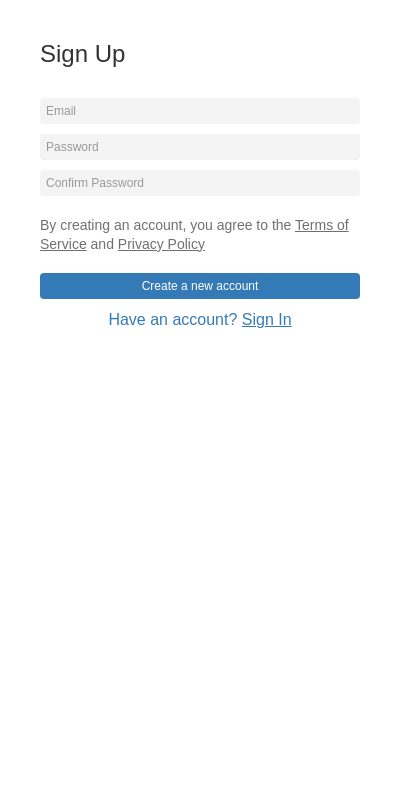 Sign Up
Email
Password
Confirm Password
By creating an account, you agree to the Terms of
Service and Privacy Policy
Create a new account
Have an account? Sign In